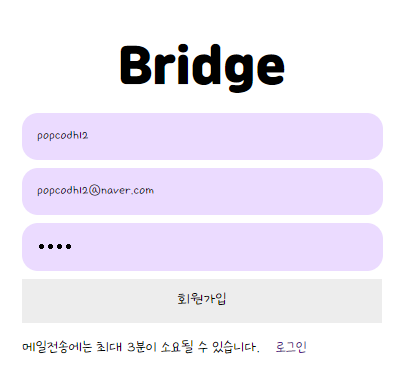 Bridge
popcodh12
popcodh12@naver.com
••••
회원가입
메일전송에는 최대 3분이 소요될 수 있습니다. 로그인